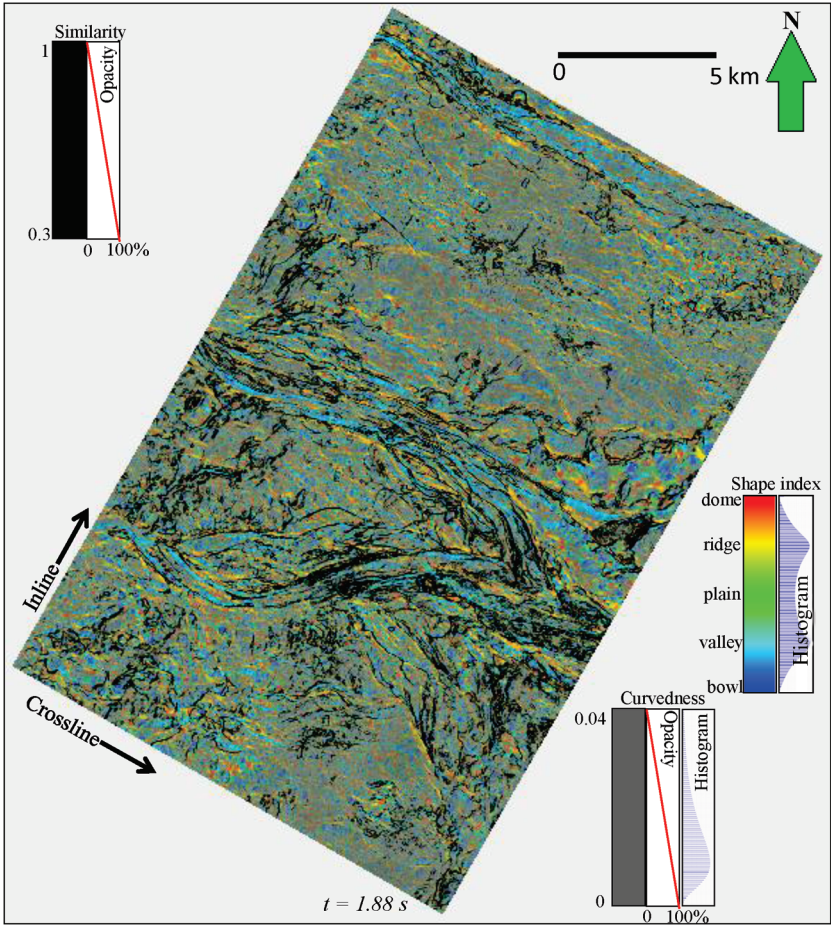 Similarity
1
Opacity
0.3
0 100%
0 5 km
N
Inline
Crossline
Shape index
dome
ridge
plain
valley
bowl
Histogram
Curvedness
0.04
Opacity
Histogram
0
0 100%
t = 1.88 s